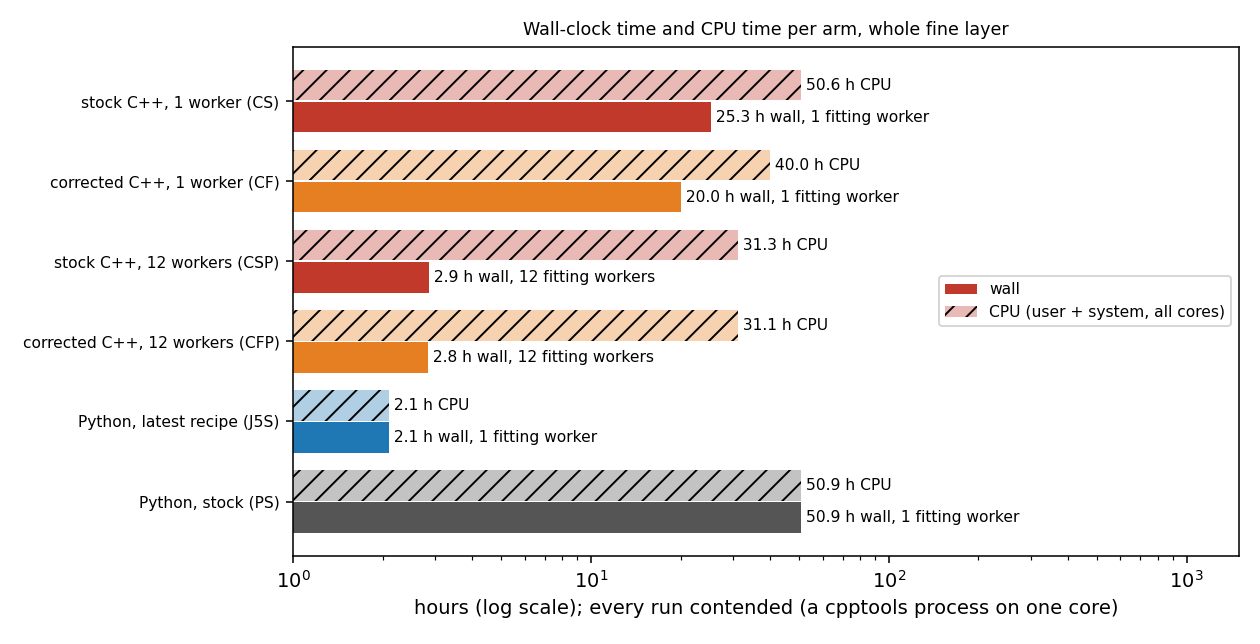 Wall-clock time and CPU time per arm, whole fine layer
stock C++, 1 worker (CS)
50.6 h CPU
25.3 h wall, 1 fitting worker
corrected C++, 1 worker (CF)
40.0 h CPU
20.0 h wall, 1 fitting worker
stock C++, 12 workers (CSP)
31.3 h CPU
2.9 h wall, 12 fitting workers
corrected C++, 12 workers (CFP)
31.1 h CPU
2.8 h wall, 12 fitting workers
Python, latest recipe (J5S)
2.1 h CPU
2.1 h wall, 1 fitting worker
Python, stock (PS)
50.9 h CPU
50.9 h wall, 1 fitting worker
wall
CPU (user + system, all cores)
10⁰ 10¹ 10² 10³
hours (log scale); every run contended (a cpptools process on one core)